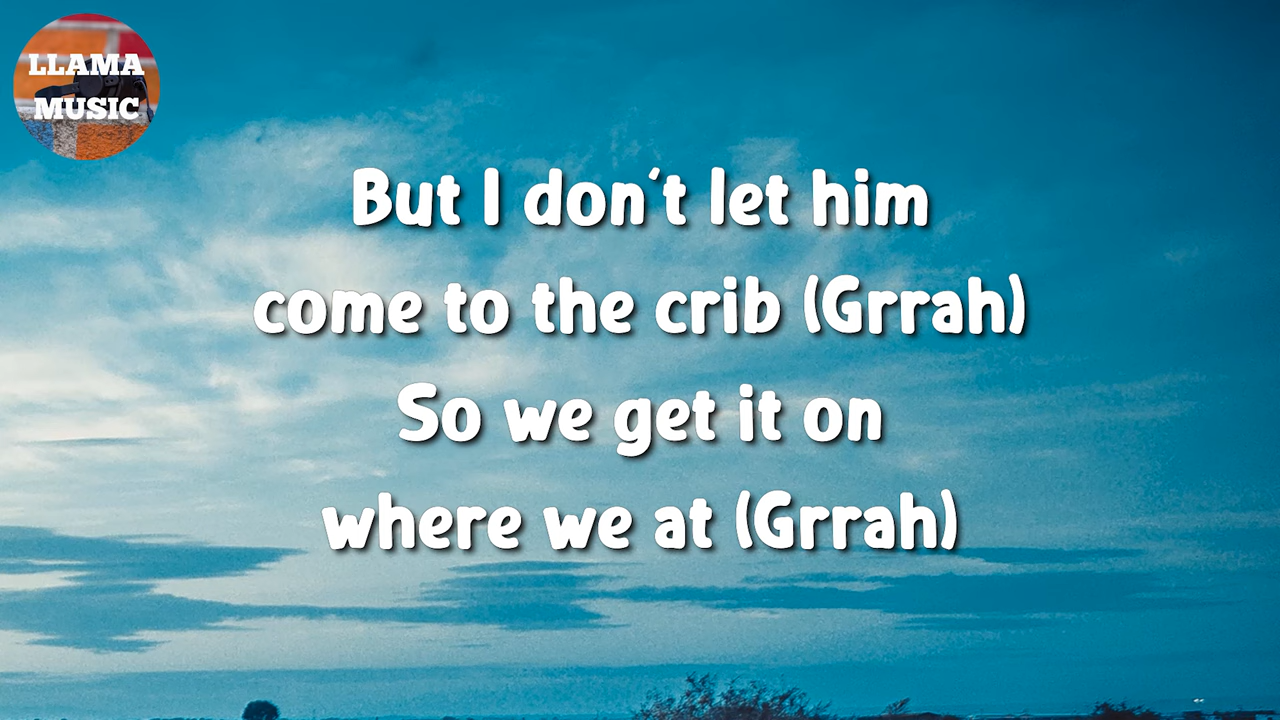 LLAMA
MUSIC
But I don't let him
come to the crib (Grrah)
So we get it on
where we at (Grrah)